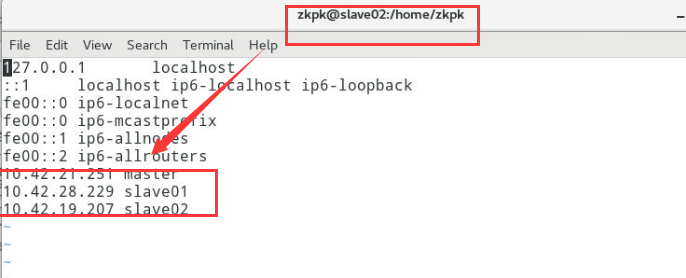 zkpk@slave02:/home/zkpk
File Edit View Search Terminal Help
127.0.0.1 localhost
::1 localhost ip6-localhost ip6-loopback
fe00::0 ip6-localnet
fe00::0 ip6-mcastprefix
fe00::1 ip6-allnodes
fe00::2 ip6-allrouters
10.42.21.251 master
10.42.28.229 slave01
10.42.19.207 slave02
~
~
~